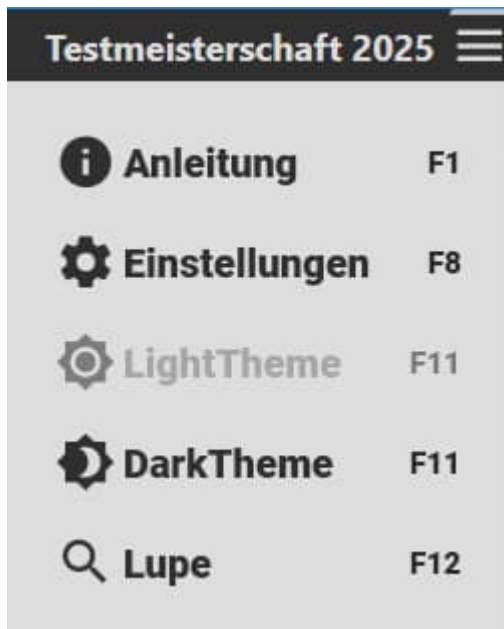 Testmeisterschaft 2025
Anleitung F1
Einstellungen F8
LightTheme F11
DarkTheme F11
Lupe F12